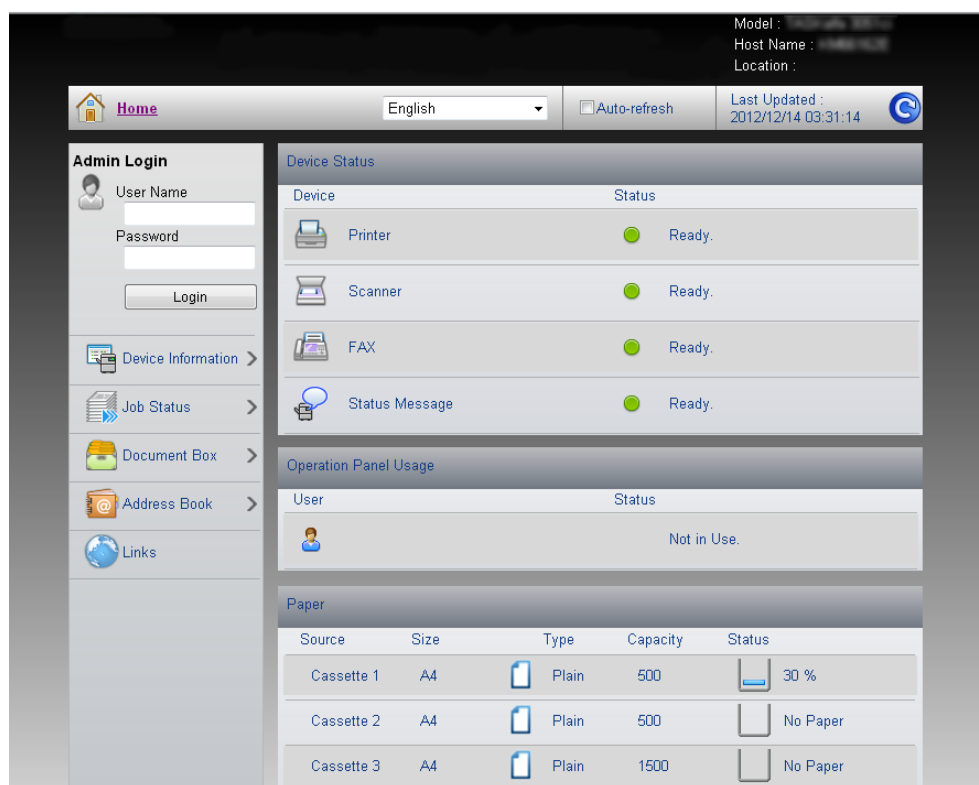 Model :
Host Name :
Location :
Home
English
Auto-refresh
Last Updated :
2012/12/14 03:31:14
Admin Login
User Name
Password
Login
Device Information
Job Status
Document Box
Address Book
Links
Device Status
Device Status
Printer Ready.
Scanner Ready.
FAX Ready.
Status Message Ready.
Operation Panel Usage
User Status
Not in Use.
Paper
Source Size Type Capacity Status
Cassette 1 A4 Plain 500 30 %
Cassette 2 A4 Plain 500 No Paper
Cassette 3 A4 Plain 1500 No Paper